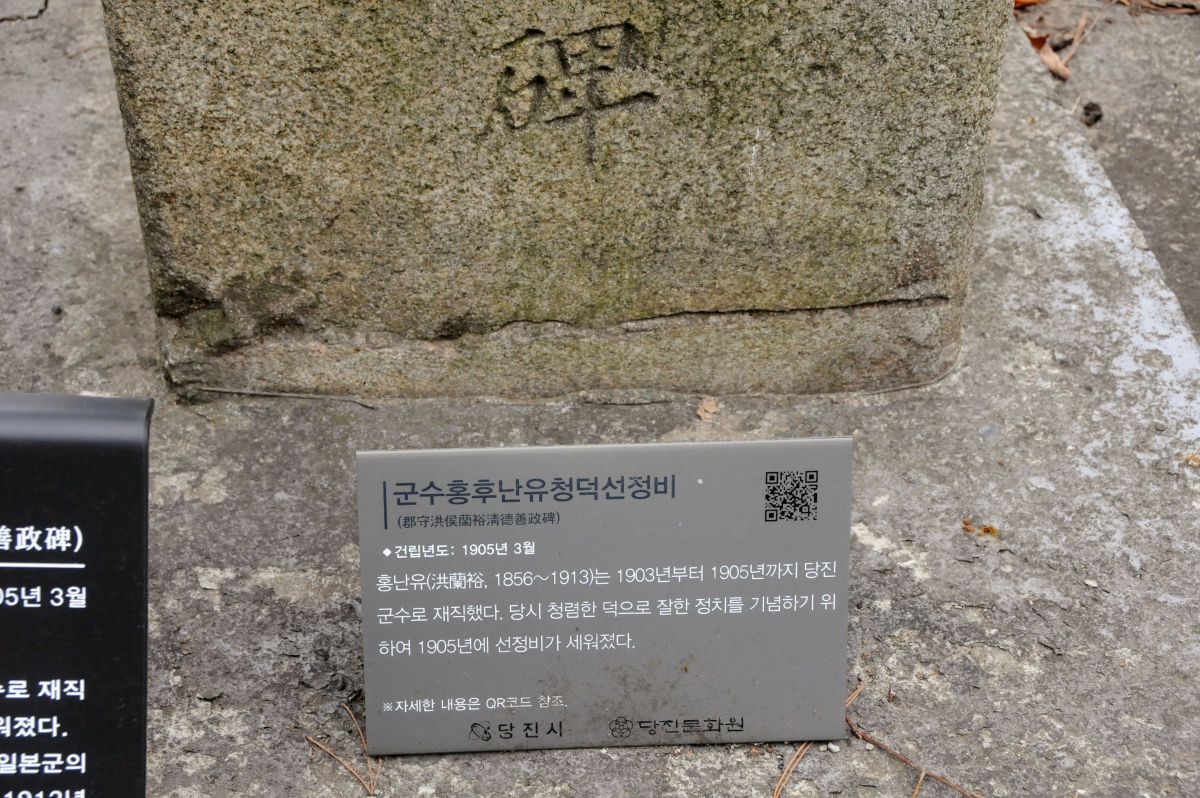 碑
군수홍후난유청덕선정비
(郡守洪侯蘭裕淸德善政碑)
◆건립년도: 1905년 3월
홍난유(洪蘭裕, 1856～1913)는 1903년부터 1905년까지 당진
군수로 재직했다. 당시 청렴한 덕으로 잘한 정치를 기념하기 위
하여 1905년에 선정비가 세워졌다.
※자세한 내용은 QR코드 참조.
당진시 당진문화원
善政碑)
05년 3월
수로 재직
워졌다.
일본군의
1913년